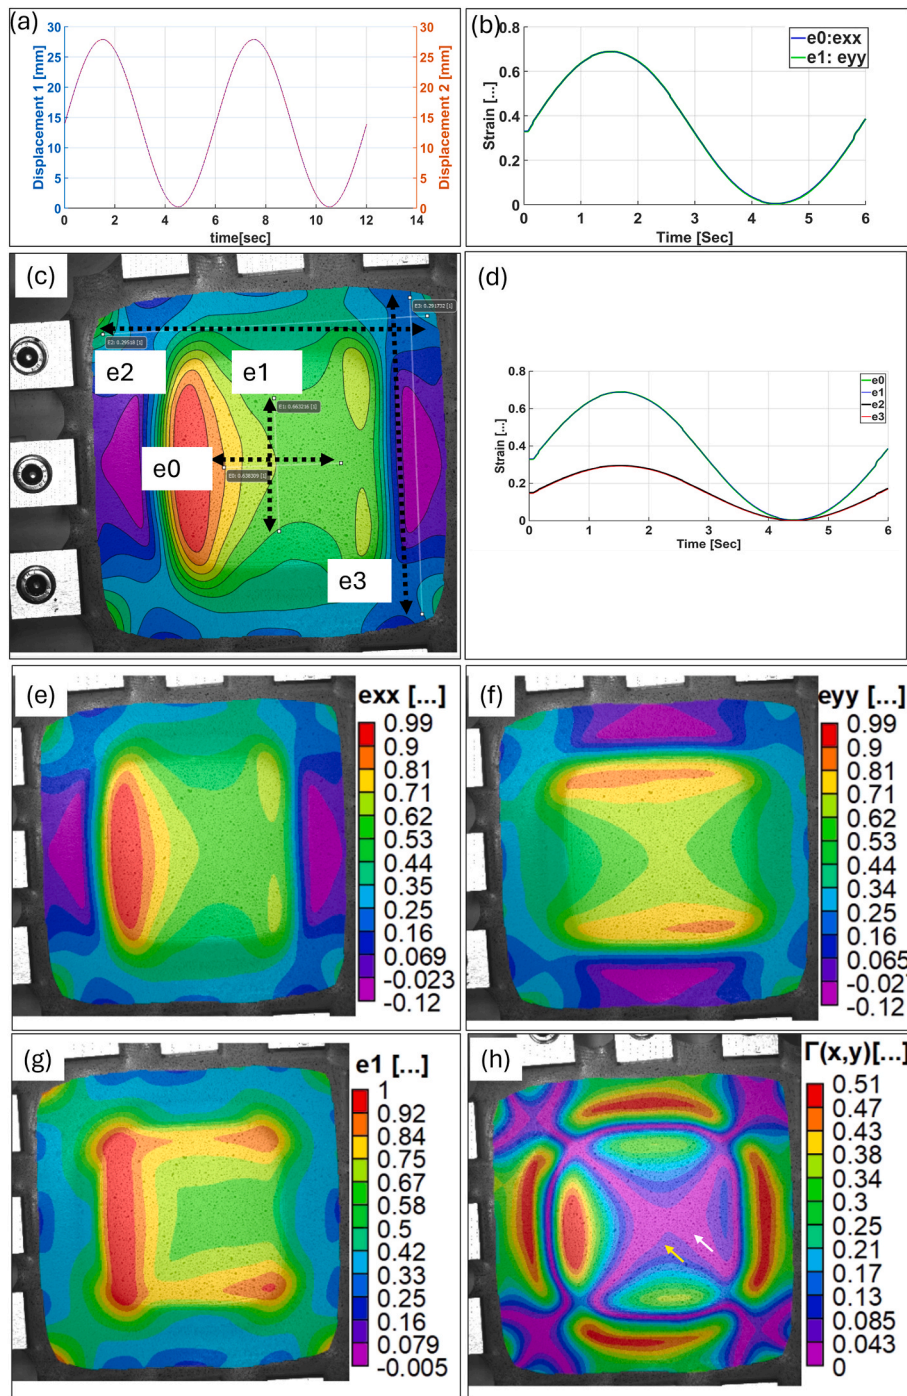 (a)
30
25
20
15
10
5
0
Displacement 1 [mm]
30
25
20
15
10
5
0
Displacement 2 [mm]
0 2 4 6 8 10 12 14
time[sec]
(b)
e0:exx
e1: eyy
0.8
0.6
0.4
0.2
0
Strain [...]
0 1 2 3 4 5 6
Time [Sec]
(c)
e2
e1
e0
e3
(d)
e0
e1
e2
e3
0.8
0.6
0.4
0.2
0
Strain [...]
0 1 2 3 4 5 6
Time [Sec]
(e)
exx [...]
0.99
0.9
0.81
0.71
0.62
0.53
0.44
0.35
0.25
0.16
0.069
-0.023
-0.12
(f)
eyy [...]
0.99
0.9
0.81
0.71
0.62
0.53
0.44
0.34
0.25
0.16
0.065
-0.02
-0.12
(g)
e1 [...]
1
0.92
0.84
0.75
0.67
0.58
0.5
0.42
0.33
0.25
0.16
0.079
-0.005
(h)
Γ(x,y)[...]
0.51
0.47
0.43
0.38
0.34
0.3
0.25
0.21
0.17
0.13
0.085
0.043
0